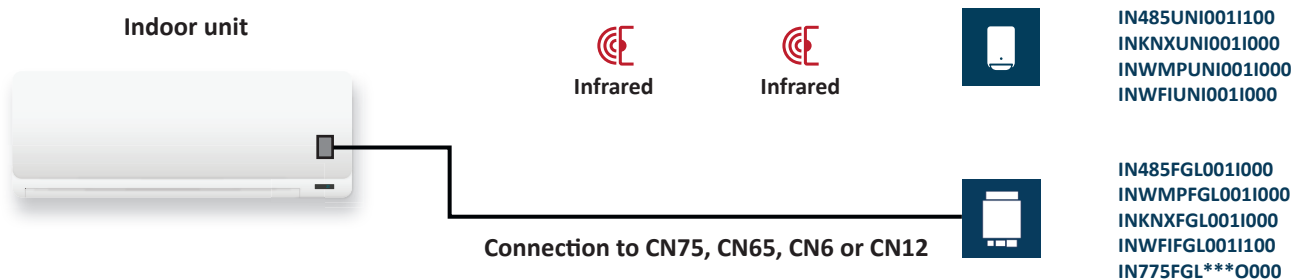 Indoor unit
Infrared
Infrared
IN485UNI001I100
INKNXUNI001I000
INWMPUNI001I000
INWFIUNI001I000
Connection to CN75, CN65, CN6 or CN12
IN485FGL001I000
INWMPFGL001I000
INKNXFGL001I000
INWFIFGL001I100
IN775FGL***O000